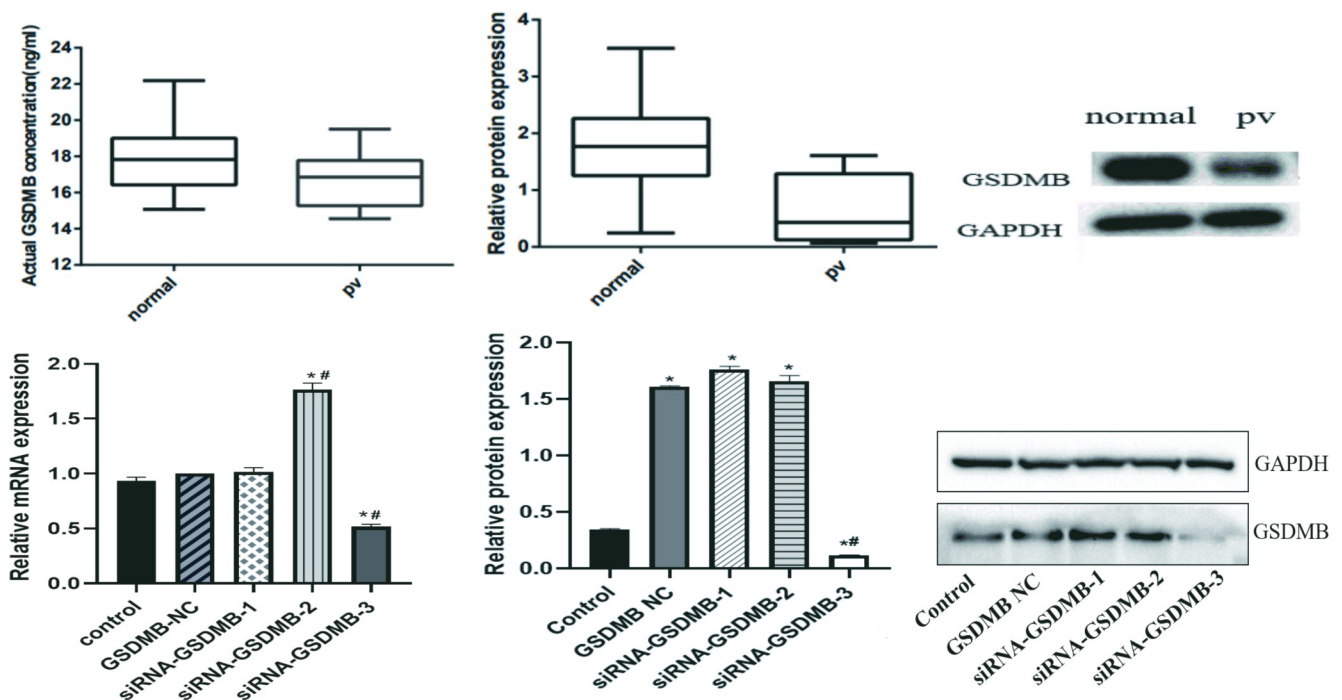 Actual GSDMB concentration(ng/ml)
24
22
20
18
16
14
12
normal
pv
Relative protein expression
4
3
2
1
0
normal
pv
normal pv
GSDMB
GAPDH
Relative mRNA expression
2.0
1.5
1.0
0.5
0.0
*#
*#
control
GSDMB-NC
siRNA-GSDMB-1
siRNA-GSDMB-2
siRNA-GSDMB-3
Relative protein expression
2.0
1.5
1.0
0.5
0.0
*
*
*
*#
Control
GSDMB NC
siRNA-GSDMB-1
siRNA-GSDMB-2
siRNA-GSDMB-3
GAPDH
GSDMB
Control
GSDMB NC
siRNA-GSDMB-1
siRNA-GSDMB-2
siRNA-GSDMB-3